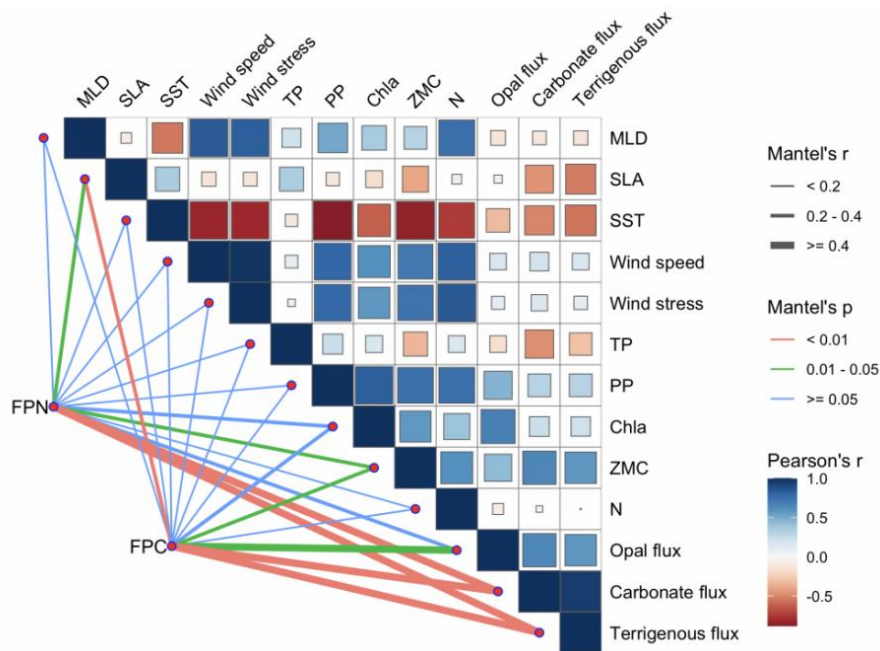 MLD
SLA
SST
Wind speed
Wind stress
TP
PP
Chla
ZMC
N
Opal flux
Carbonate flux
Terrigenous flux
MLD
SLA
SST
Wind speed
Wind stress
TP
PP
Chla
ZMC
N
Opal flux
Carbonate flux
Terrigenous flux
FPN
FPC
Mantel's r
< 0.2
0.2 - 0.4
>= 0.4
Mantel's p
< 0.01
0.01 - 0.05
>= 0.05
Pearson's r
1.0
0.5
0.0
-0.5